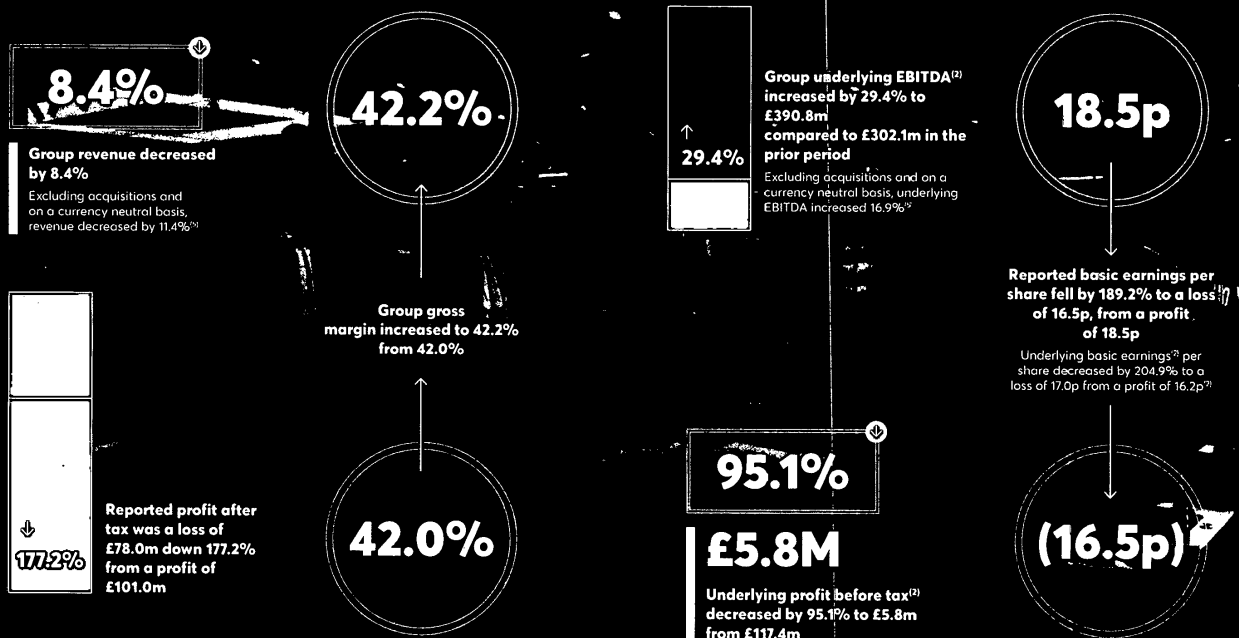 8.4%
Group revenue decreased
by 8.4%
Excluding acquisitions and
on a currency neutral basis,
revenue decreased by 11.4%⁽⁵⁾
177.2%
Reported profit after
tax was a loss of
£78.0m down 177.2%
from a profit of
£101.0m
42.2%
Group gross
margin increased to 42.2%
from 42.0%
42.0%
29.4%
Group underlying EBITDA⁽²⁾
increased by 29.4% to
£390.8m
compared to £302.1m in the
prior period
Excluding acquisitions and on a
currency neutral basis, underlying
EBITDA increased 16.9%⁽⁵⁾
95.1%
£5.8M
Underlying profit before tax⁽²⁾
decreased by 95.1% to £5.8m
from £117.4m
18.5p
Reported basic earnings per
share fell by 189.2% to a loss
of 16.5p, from a profit
of 18.5p
Underlying basic earnings⁽²⁾ per
share decreased by 204.9% to a
loss of 17.0p from a profit of 16.2p⁽²⁾
(16.5p)